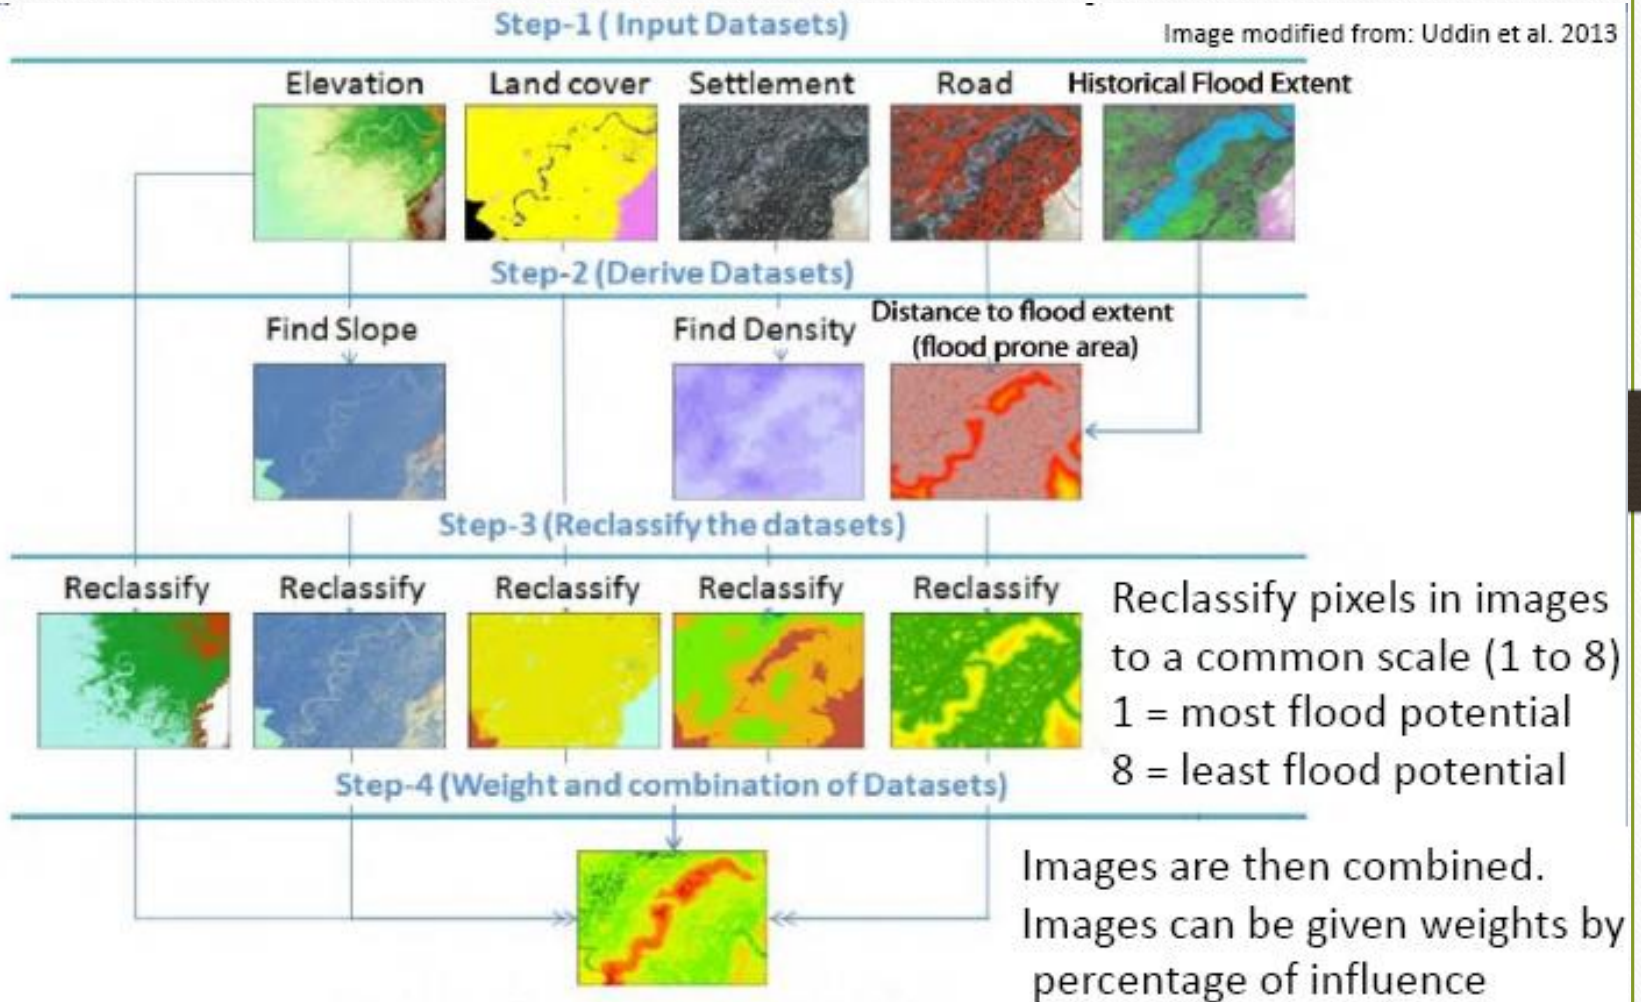 Step-1 ( Input Datasets)
Image modified from: Uddin et al. 2013
Elevation
Land cover
Settlement
Road
Historical Flood Extent
Step-2 (Derive Datasets)
Find Slope
Find Density
Distance to flood extent
(flood prone area)
Step-3 (Reclassify the datasets)
Reclassify
Reclassify
Reclassify
Reclassify
Reclassify
Reclassify pixels in images
to a common scale (1 to 8)
1 = most flood potential
8 = least flood potential
Step-4 (Weight and combination of Datasets)
Images are then combined.
Images can be given weights by
percentage of influence